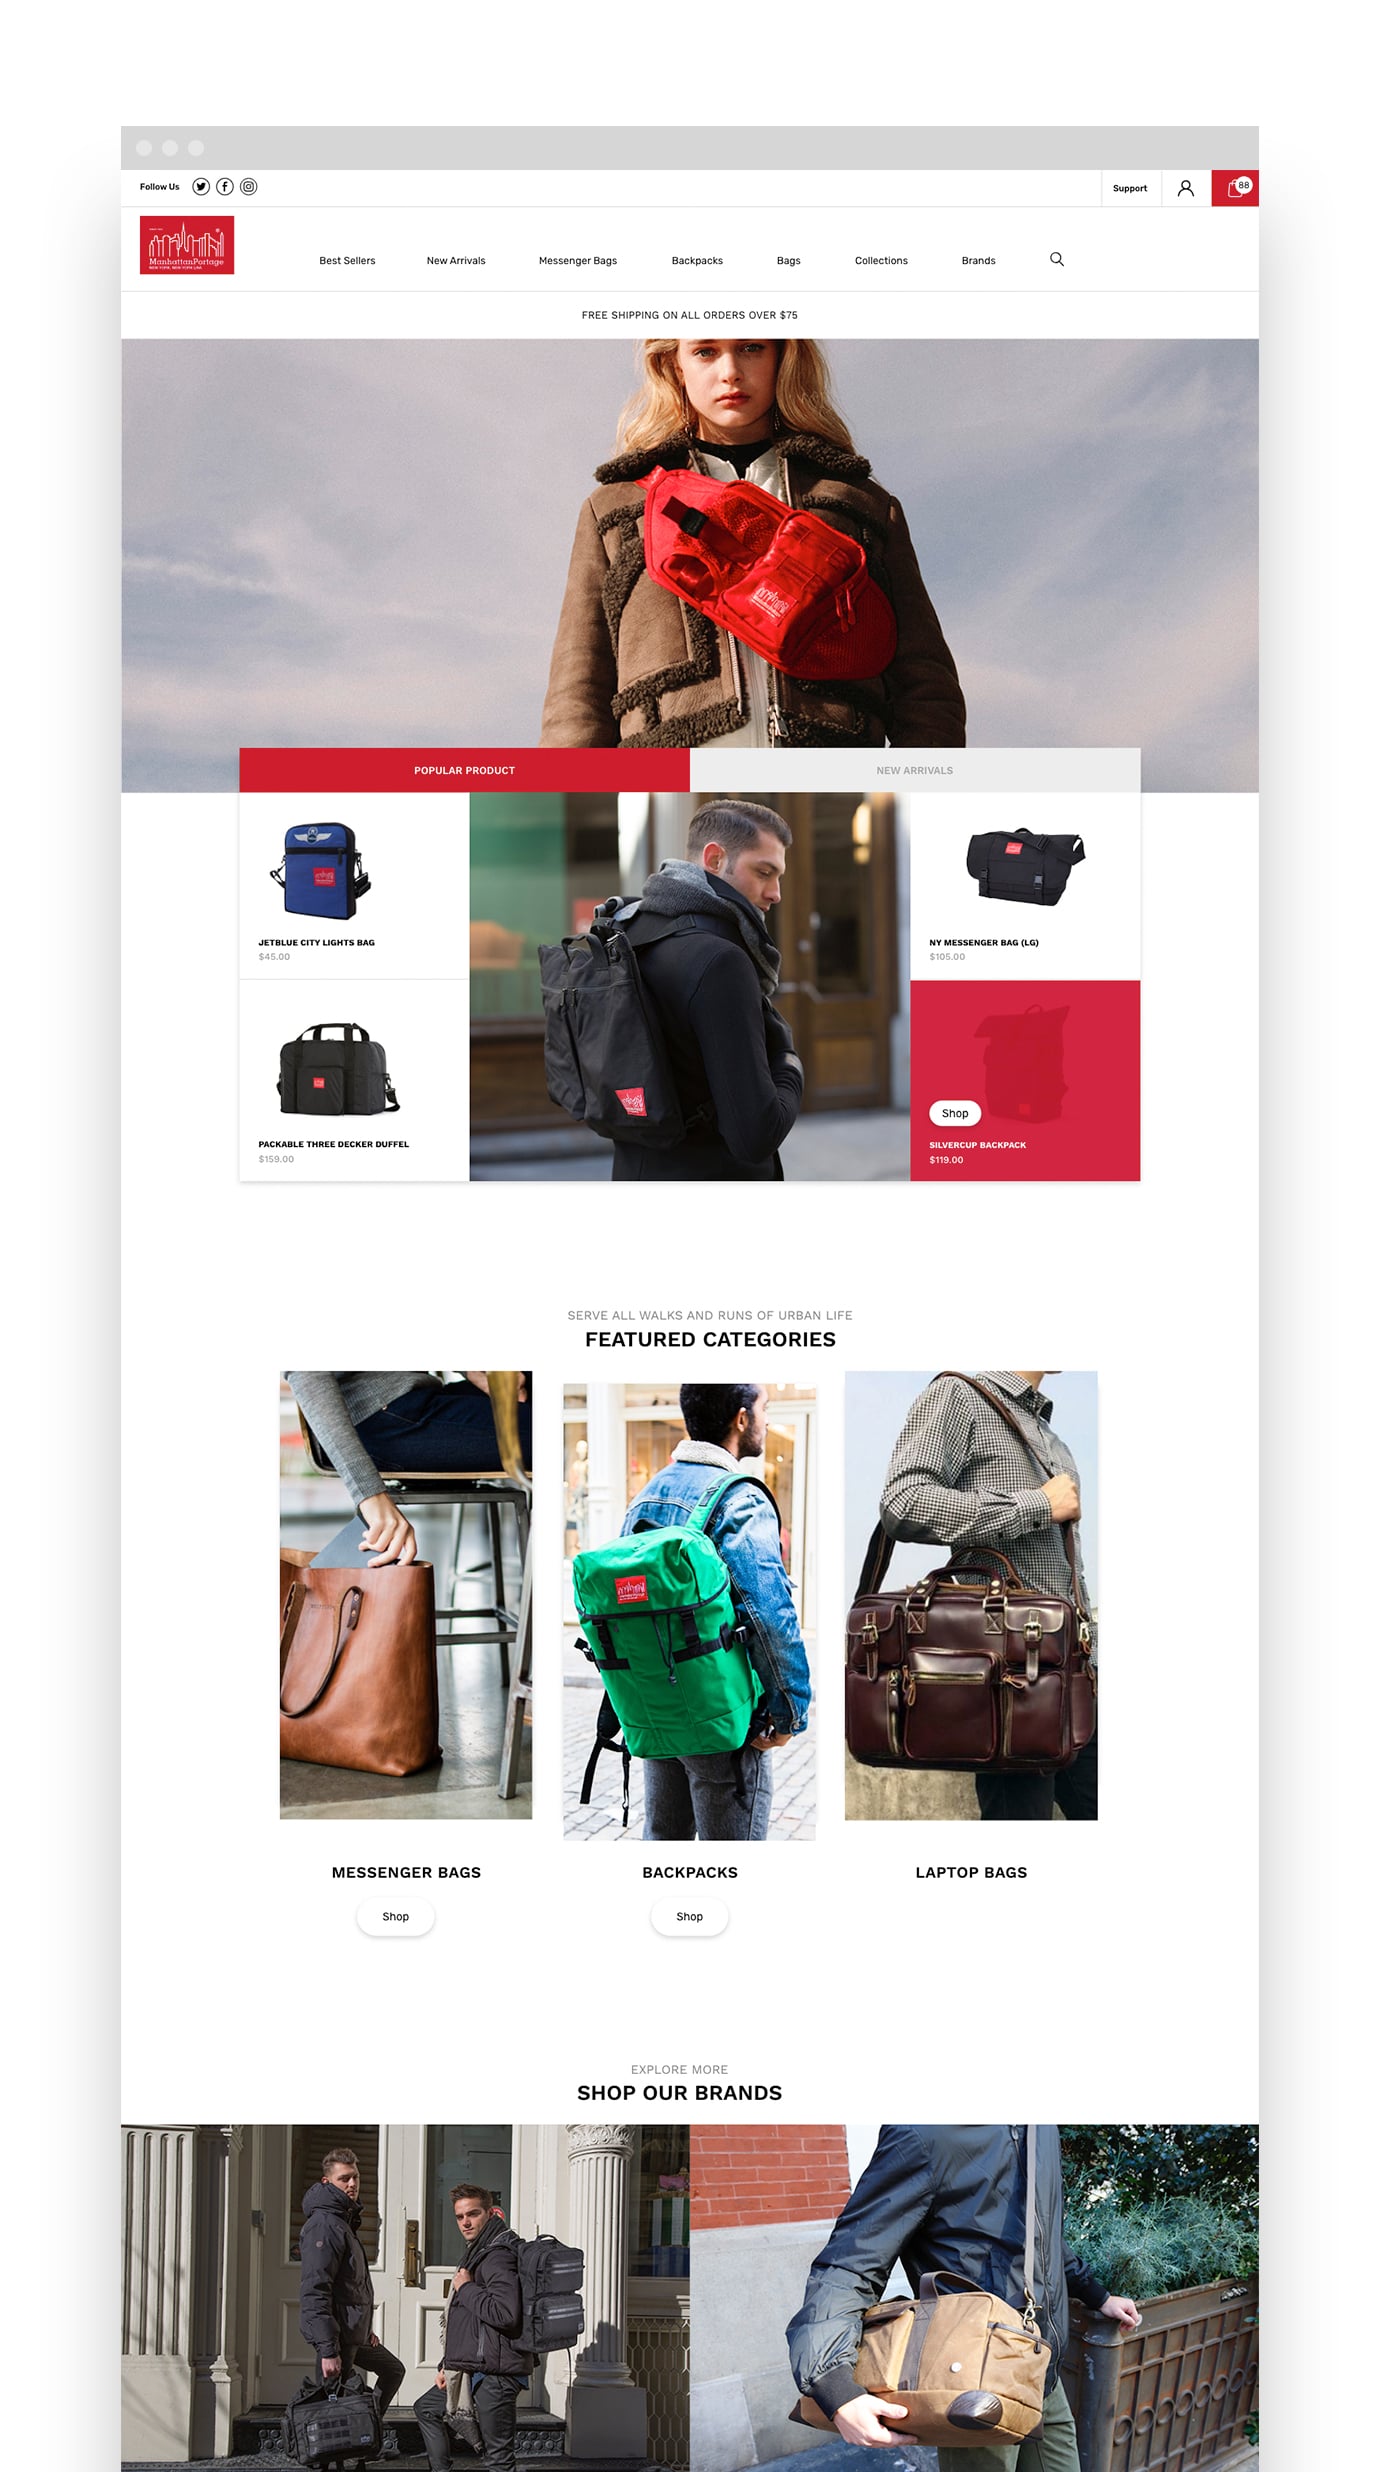 Follow Us
Support
88
ManhattanPortage
NEW YORK, NEW YORK USA
Best Sellers
New Arrivals
Messenger Bags
Backpacks
Bags
Collections
Brands
FREE SHIPPING ON ALL ORDERS OVER $75
POPULAR PRODUCT
NEW ARRIVALS
JETBLUE CITY LIGHTS BAG
$45.00
NY MESSENGER BAG (LG)
$105.00
PACKABLE THREE DECKER DUFFEL
$159.00
Shop
SILVERCUP BACKPACK
$119.00
SERVE ALL WALKS AND RUNS OF URBAN LIFE
FEATURED CATEGORIES
MESSENGER BAGS
Shop
BACKPACKS
Shop
LAPTOP BAGS
EXPLORE MORE
SHOP OUR BRANDS